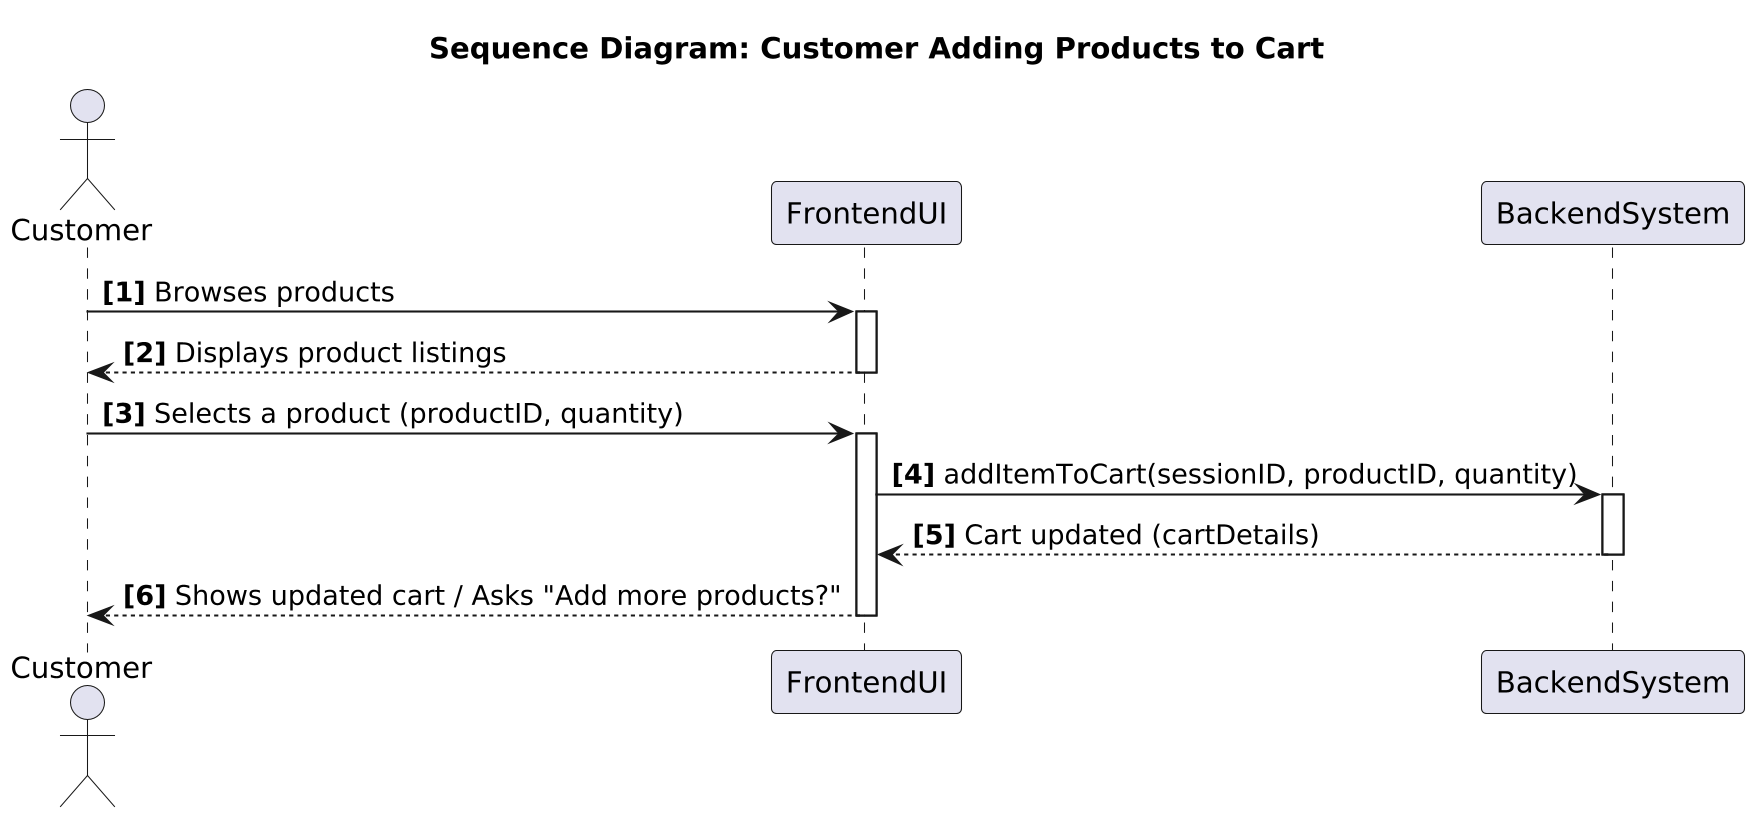 Sequence Diagram: Customer Adding Products to Cart
Customer
FrontendUI
BackendSystem
[1] Browses products
[2] Displays product listings
[3] Selects a product (productID, quantity)
[4] addItemToCart(sessionID, productID, quantity)
[5] Cart updated (cartDetails)
[6] Shows updated cart / Asks "Add more products?"
Customer
FrontendUI
BackendSystem